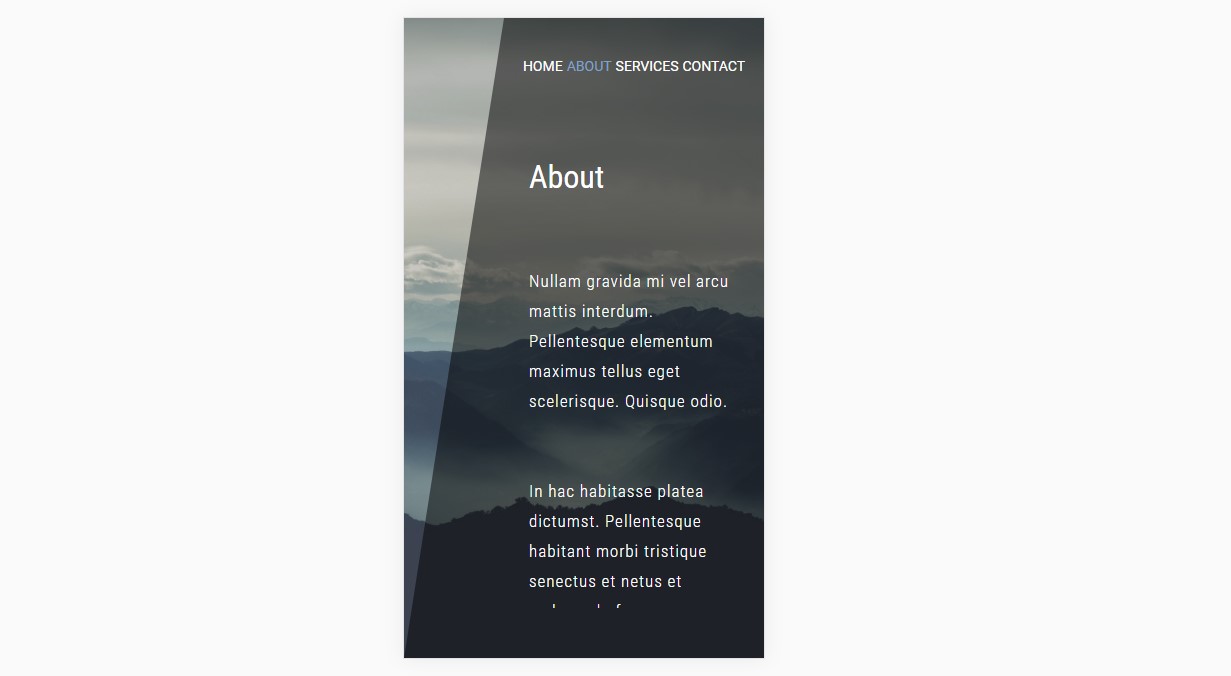 HOME ABOUT SERVICES CONTACT
About
Nullam gravida mi vel arcu
mattis interdum.
Pellentesque elementum
maximus tellus eget
scelerisque. Quisque odio.
In hac habitasse platea
dictumst. Pellentesque
habitant morbi tristique
senectus et netus et